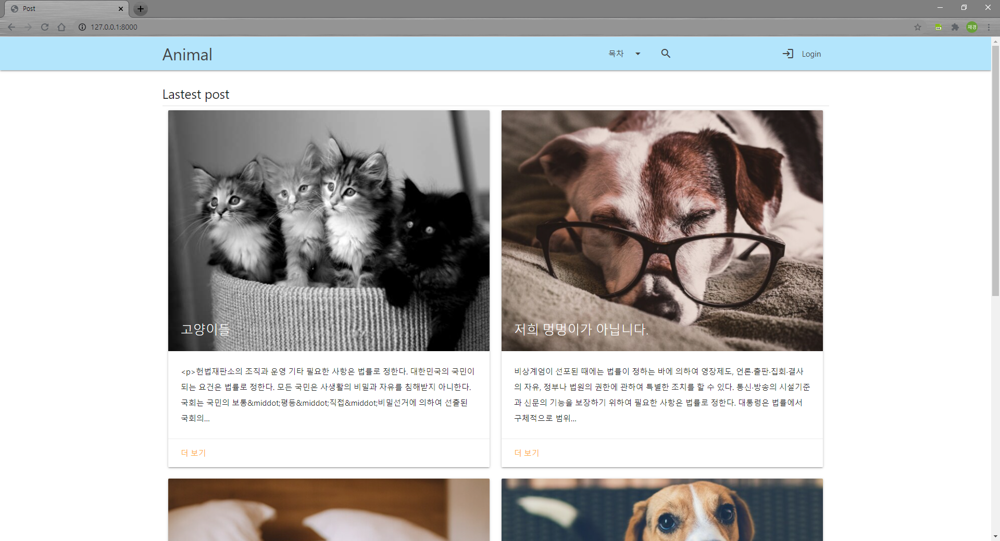 Post
127.0.0.1:8000
재경
Animal
목차
Login
Lastest post
고양이들
저희 멍멍이가 아닙니다.
<p>헌법재판소의 조직과 운영 기타 필요한 사항은 법률로 정한다. 대한민국의 국민이
되는 요건은 법률로 정한다. 모든 국민은 사생활의 비밀과 자유를 침해받지 아니한다.
국회는 국민의 보통&middot;평등&middot;직접&middot;비밀선거에 의하여 선출된
국회의...
비상계엄이 선포된 때에는 법률이 정하는 바에 의하여 영장제도, 언론·출판·집회·결사
의 자유, 정부나 법원의 권한에 관하여 특별한 조치를 할 수 있다. 통신·방송의 시설기준
과 신문의 기능을 보장하기 위하여 필요한 사항은 법률로 정한다. 대통령은 법률에서
구체적으로 범위...
더 보기
더 보기